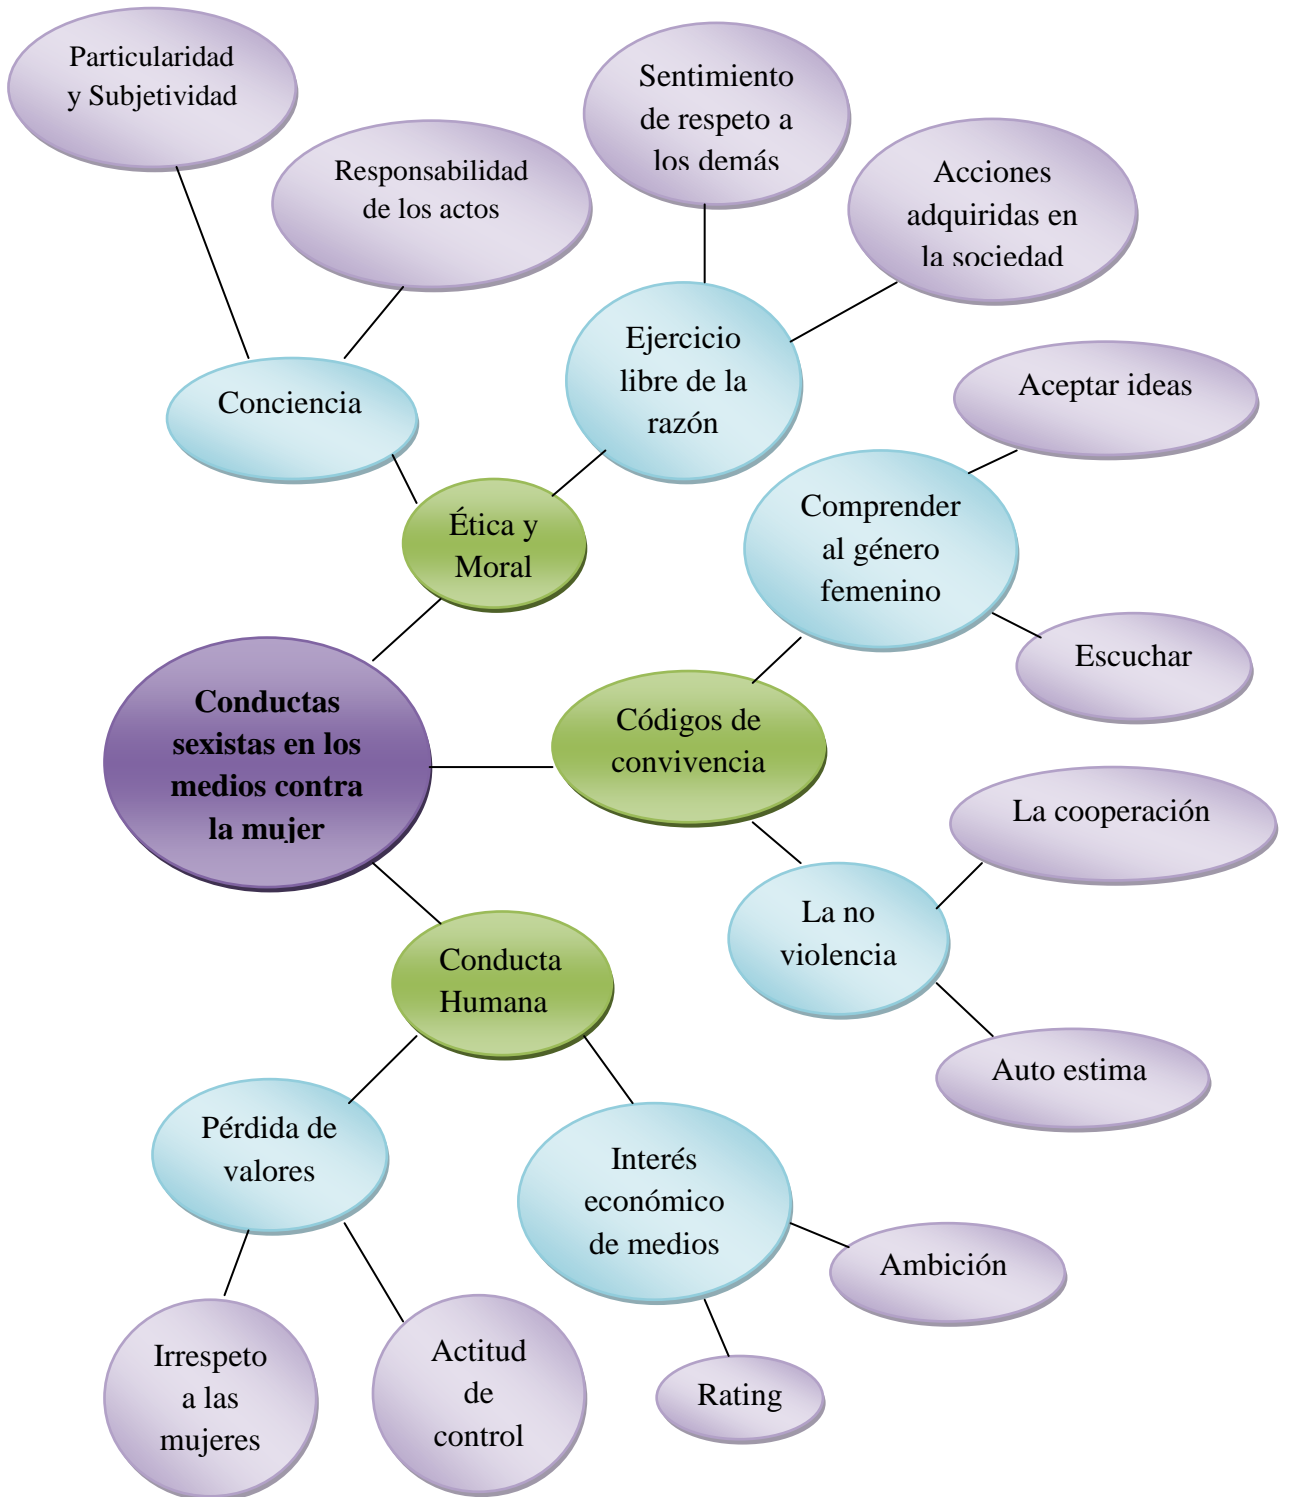 Particularidad
y Subjetividad
Responsabilidad
de los actos
Sentimiento
de respeto a
los demás
Acciones
adquiridas en
la sociedad
Conciencia
Ejercicio
libre de la
razón
Aceptar ideas
Ética y
Moral
Comprender
al género
femenino
Escuchar
Conductas
sexistas en los
medios contra
la mujer
Códigos de
convivencia
La cooperación
La no
violencia
Auto estima
Conducta
Humana
Pérdida de
valores
Interés
económico
de medios
Ambición
Rating
Irrespeto
a las
mujeres
Actitud
de
control